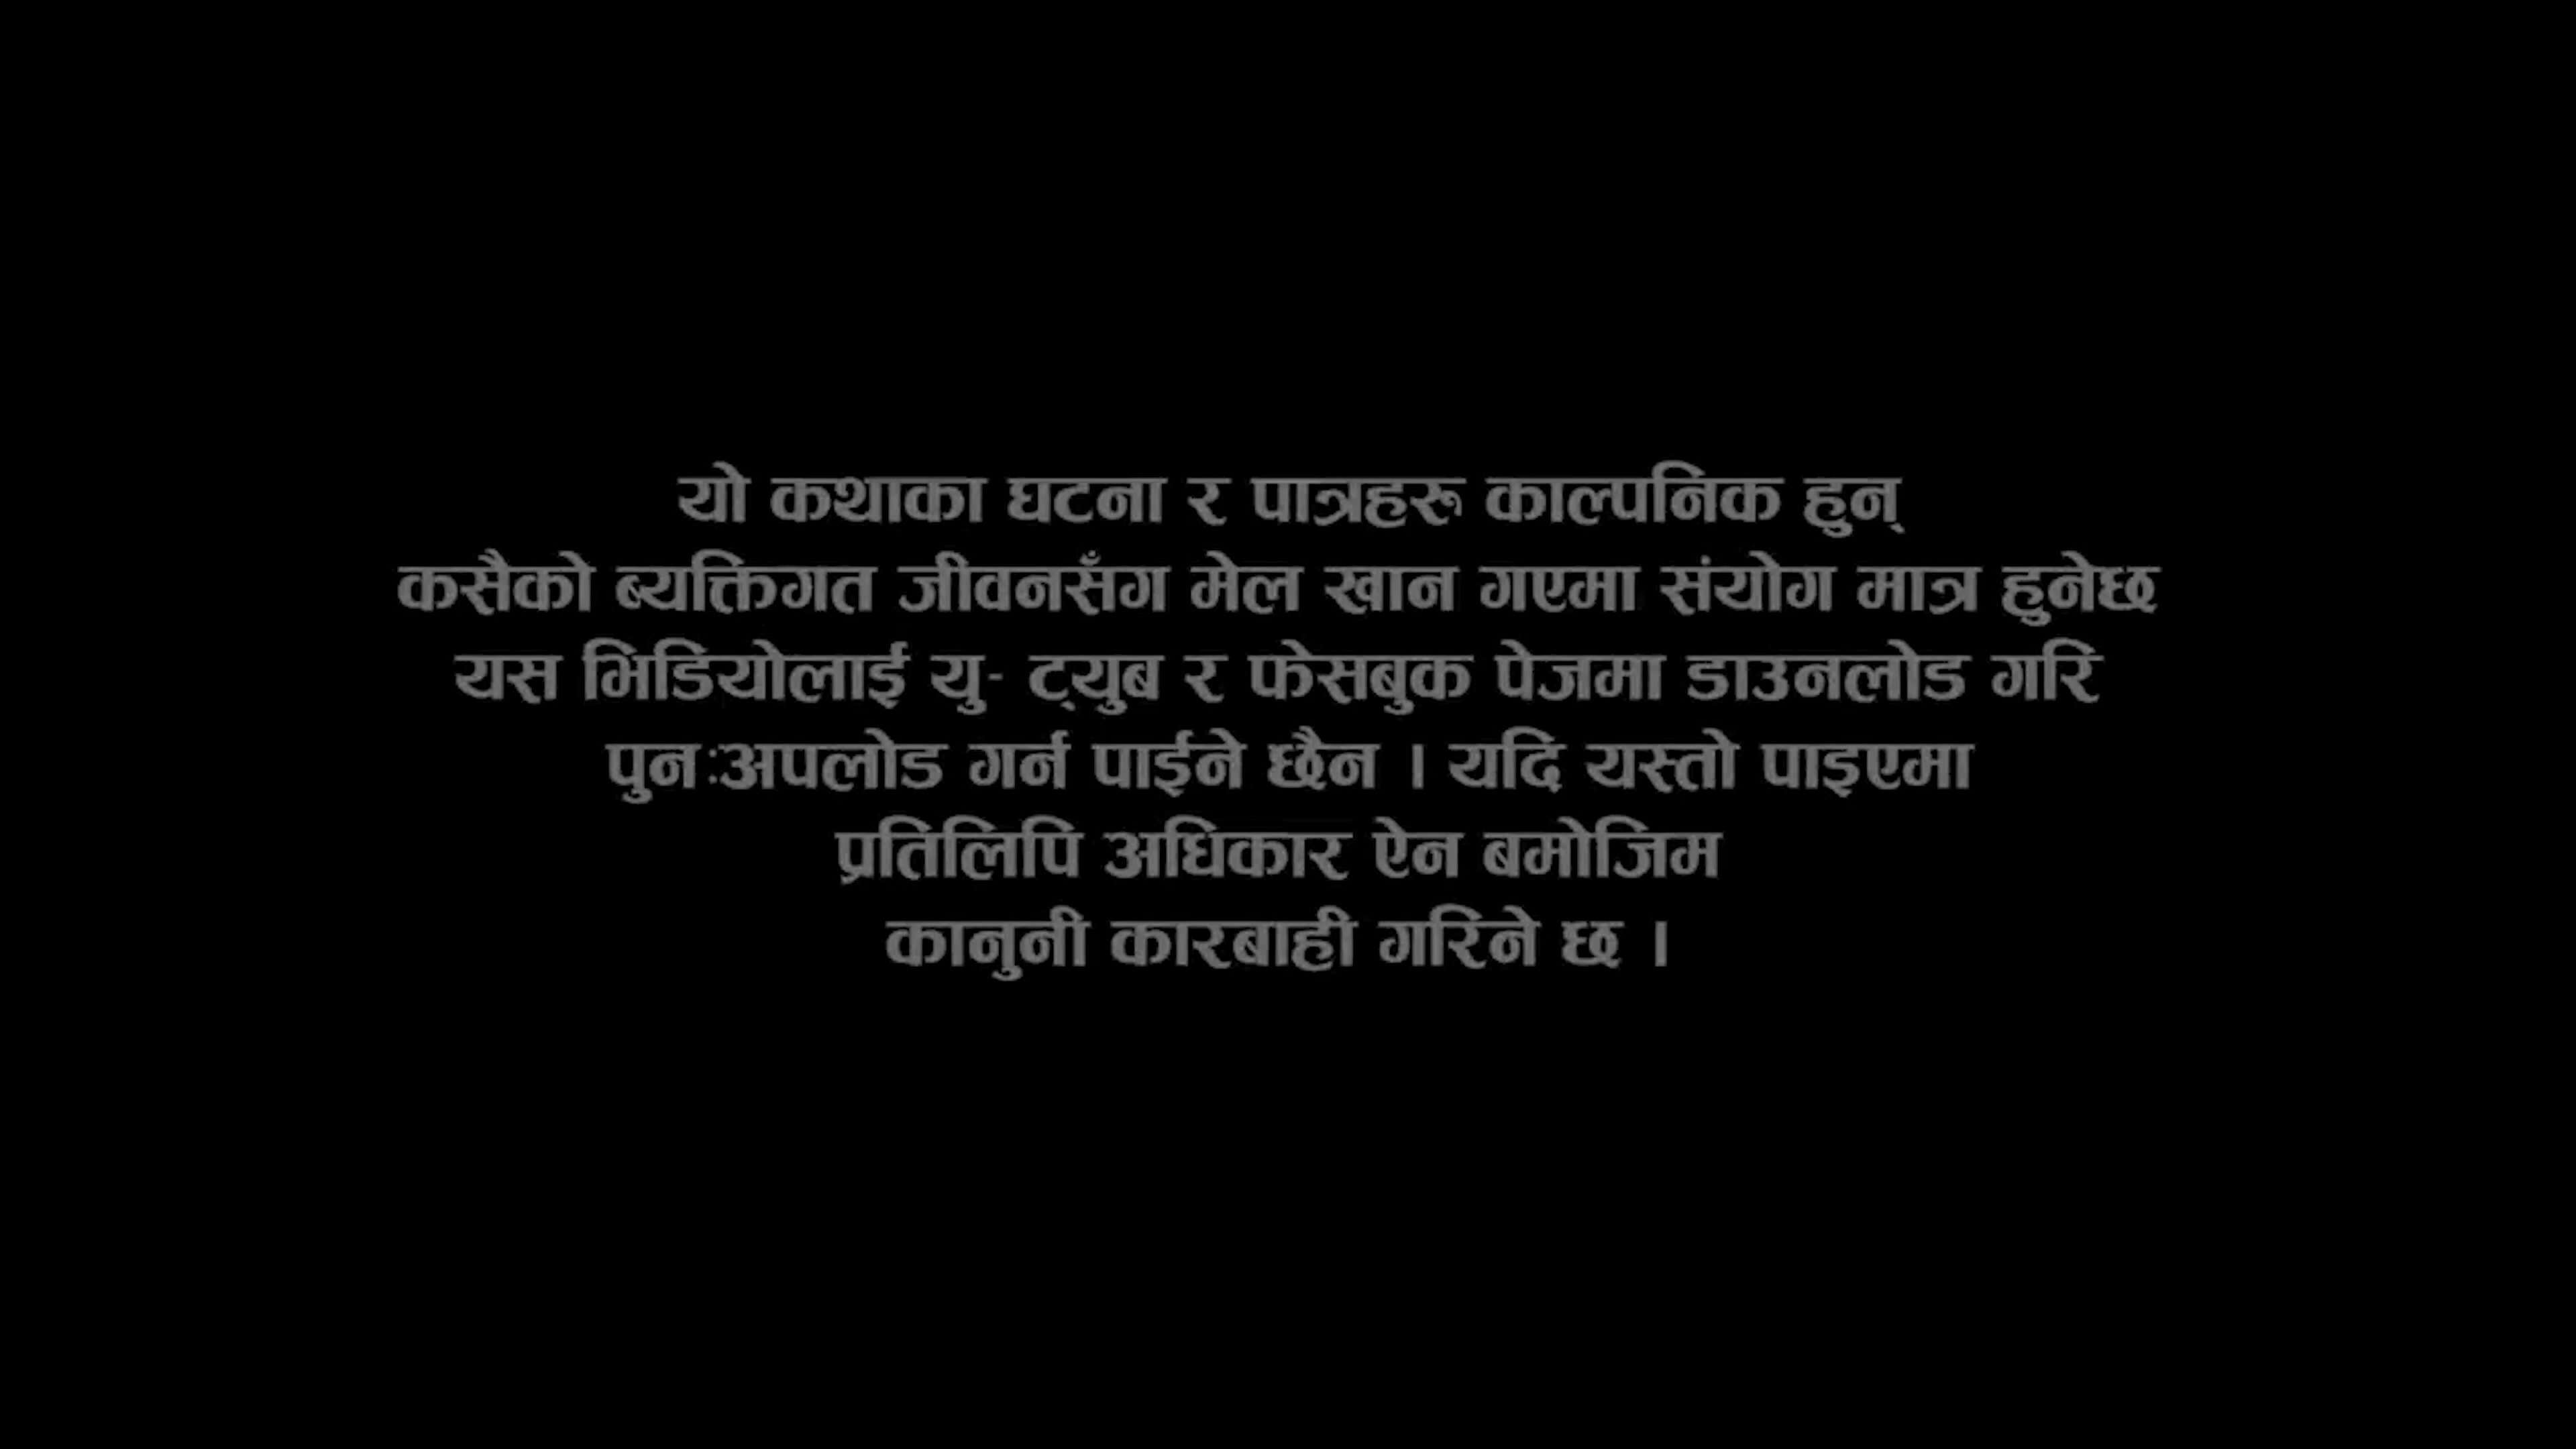 यो कथाका घटना र पात्रहरू काल्पनिक हुन्
कसैको ब्यक्तिगत जीवनसँग मेल खान गएमा संयोग मात्र हुनेछ
यस भिडियोलाई यु- ट्युब र फेसबुक पेजमा डाउनलोड गरि
पुनःअपलोड गर्न पाईने छैन । यदि यस्तो पाइएमा
प्रतिलिपि अधिकार ऐन बमोजिम
कानुनी कारबाही गरिने छ ।